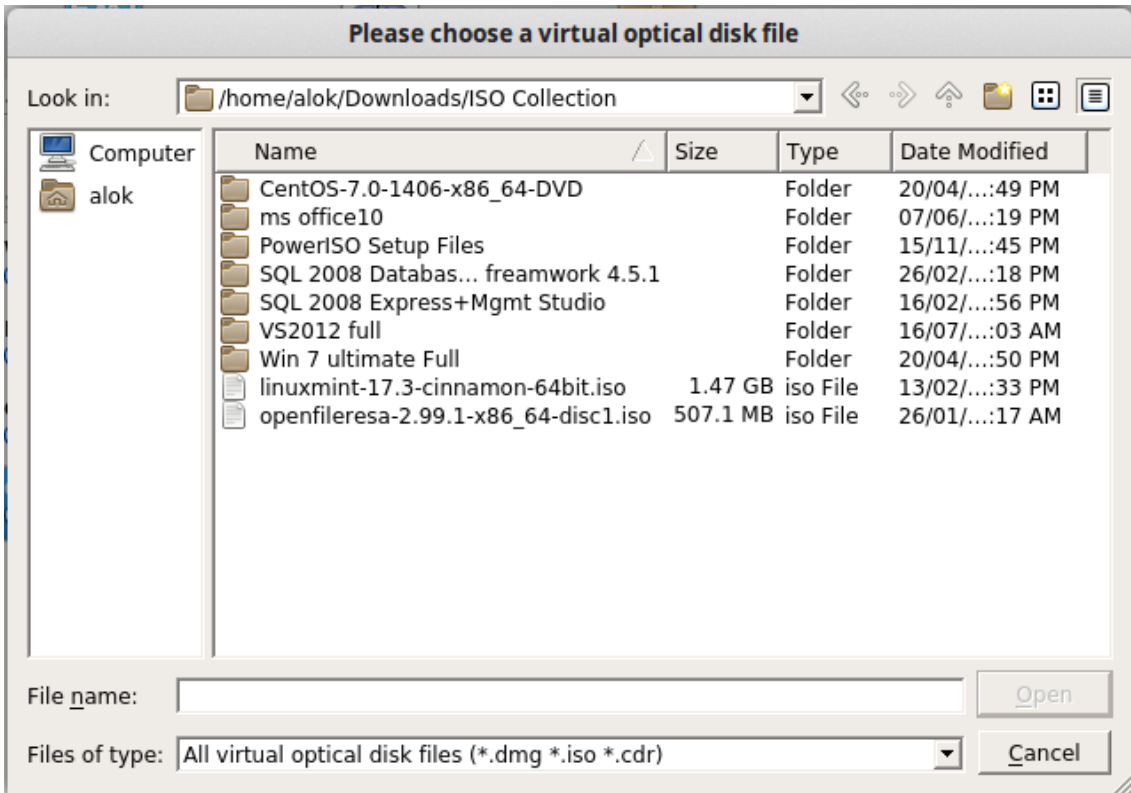 Please choose a virtual optical disk file
Look in: /home/alok/Downloads/ISO Collection
Computer
alok
Name Size Type Date Modified
CentOS-7.0-1406-x86_64-DVD Folder 20/04/...:49 PM
ms office10 Folder 07/06/...:19 PM
PowerISO Setup Files Folder 15/11/...:45 PM
SQL 2008 Databas... freamwork 4.5.1 Folder 26/02/...:18 PM
SQL 2008 Express+Mgmt Studio Folder 16/02/...:56 PM
VS2012 full Folder 16/07/...:03 AM
Win 7 ultimate Full Folder 20/04/...:50 PM
linuxmint-17.3-cinnamon-64bit.iso 1.47 GB iso File 13/02/...:33 PM
openfileresa-2.99.1-x86_64-disc1.iso 507.1 MB iso File 26/01/...:17 AM
File name: Open
Files of type: All virtual optical disk files (*.dmg *.iso *.cdr) Cancel